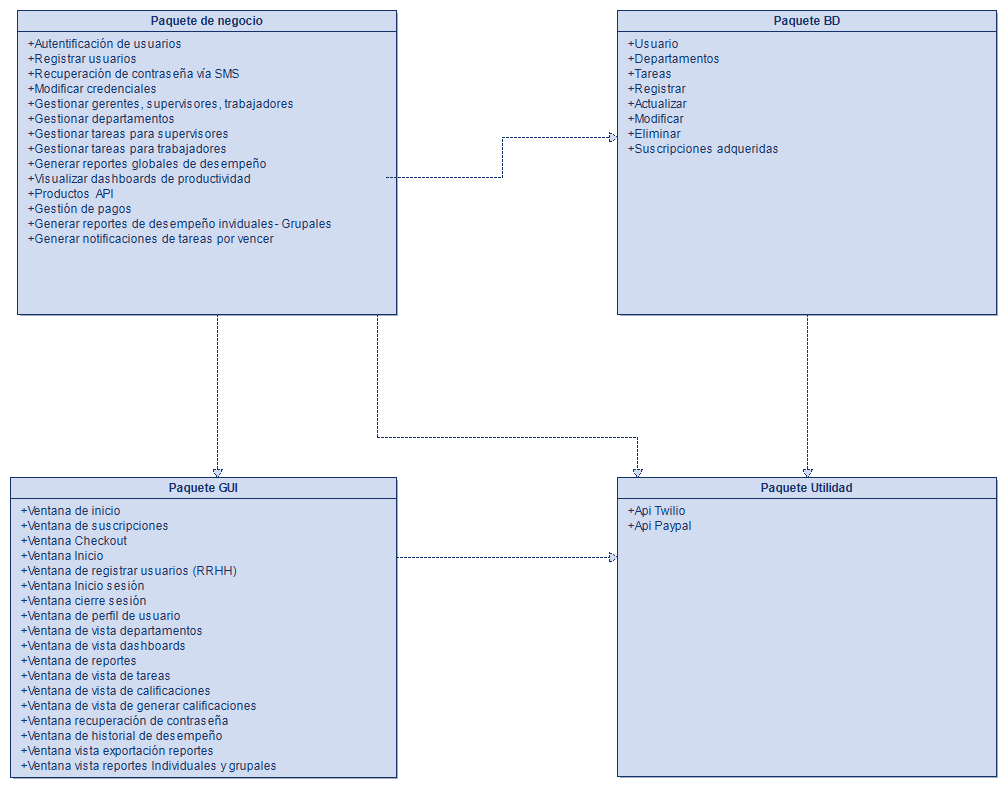 Paquete de negocio
+Autentificación de usuarios
+Registrar usuarios
+Recuperación de contraseña vía SMS
+Modificar credenciales
+Gestionar gerentes, supervisores, trabajadores
+Gestionar departamentos
+Gestionar tareas para supervisores
+Gestionar tareas para trabajadores
+Generar reportes globales de desempeño
+Visualizar dashboards de productividad
+Productos API
+Gestión de pagos
+Generar reportes de desempeño inviduales- Grupales
+Generar notificaciones de tareas por vencer
Paquete BD
+Usuario
+Departamentos
+Tareas
+Registrar
+Actualizar
+Modificar
+Eliminar
+Suscripciones adqueridas
Paquete GUI
+Ventana de inicio
+Ventana de suscripciones
+Ventana Checkout
+Ventana Inicio
+Ventana de registrar usuarios (RRHH)
+Ventana Inicio sesión
+Ventana cierre sesión
+Ventana de perfil de usuario
+Ventana de vista departamentos
+Ventana de vista dashboards
+Ventana de reportes
+Ventana de vista de tareas
+Ventana de vista de calificaciones
+Ventana de vista de generar calificaciones
+Ventana recuperación de contraseña
+Ventana de historial de desempeño
+Ventana vista exportación reportes
+Ventana vista reportes Individuales y grupales
Paquete Utilidad
+Api Twilio
+Api Paypal